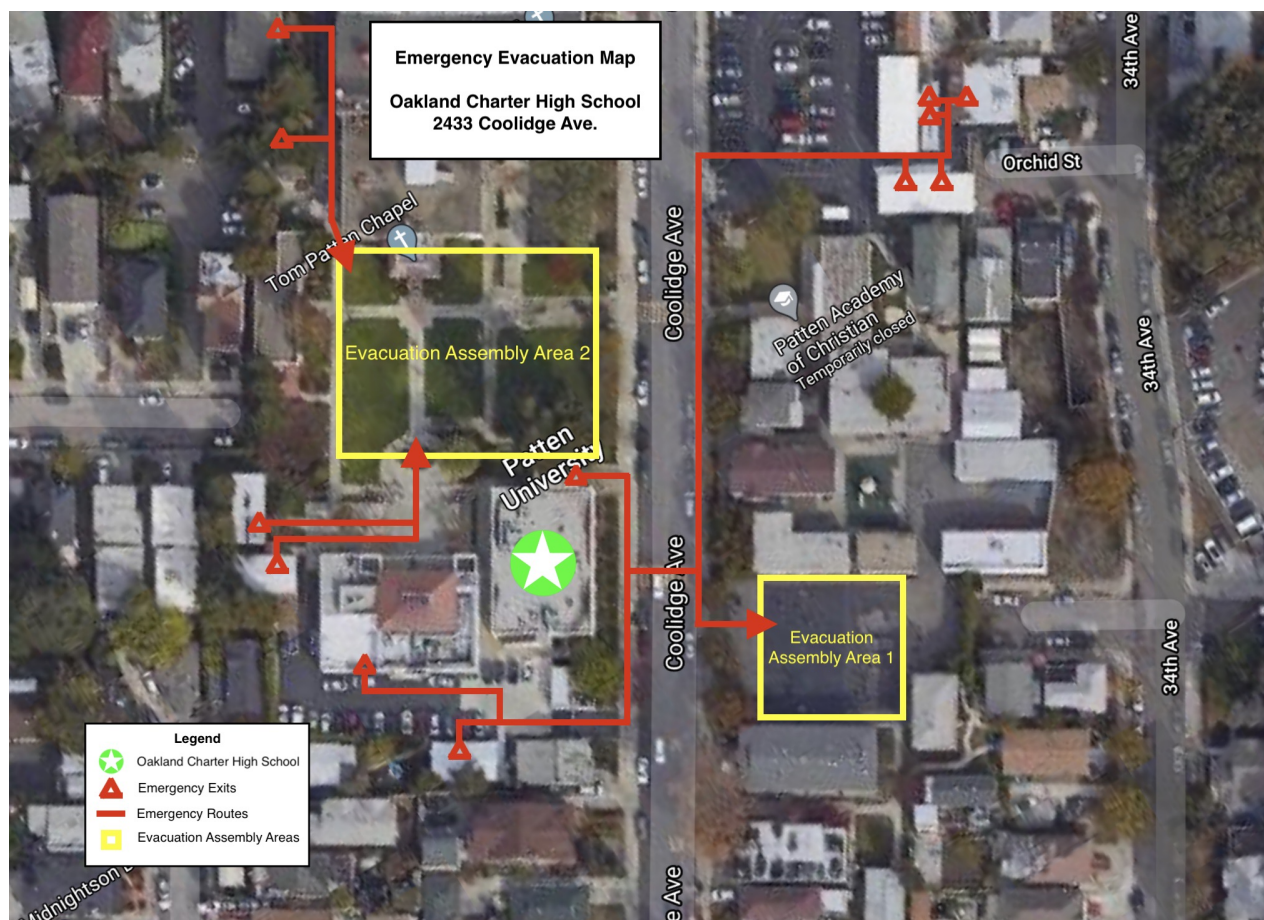 Emergency Evacuation Map
Oakland Charter High School
2433 Coolidge Ave.
34th Ave
Orchid St
Tom Patten Chapel
Coolidge Ave
Patten Academy
of Christian
Temporarily closed
34th Ave
Evacuation Assembly Area 2
Patten
University
Coolidge Ave
Evacuation
Assembly Area 1
34th Ave
Legend
Oakland Charter High School
Emergency Exits
Emergency Routes
Evacuation Assembly Areas
Midnightson
e Ave